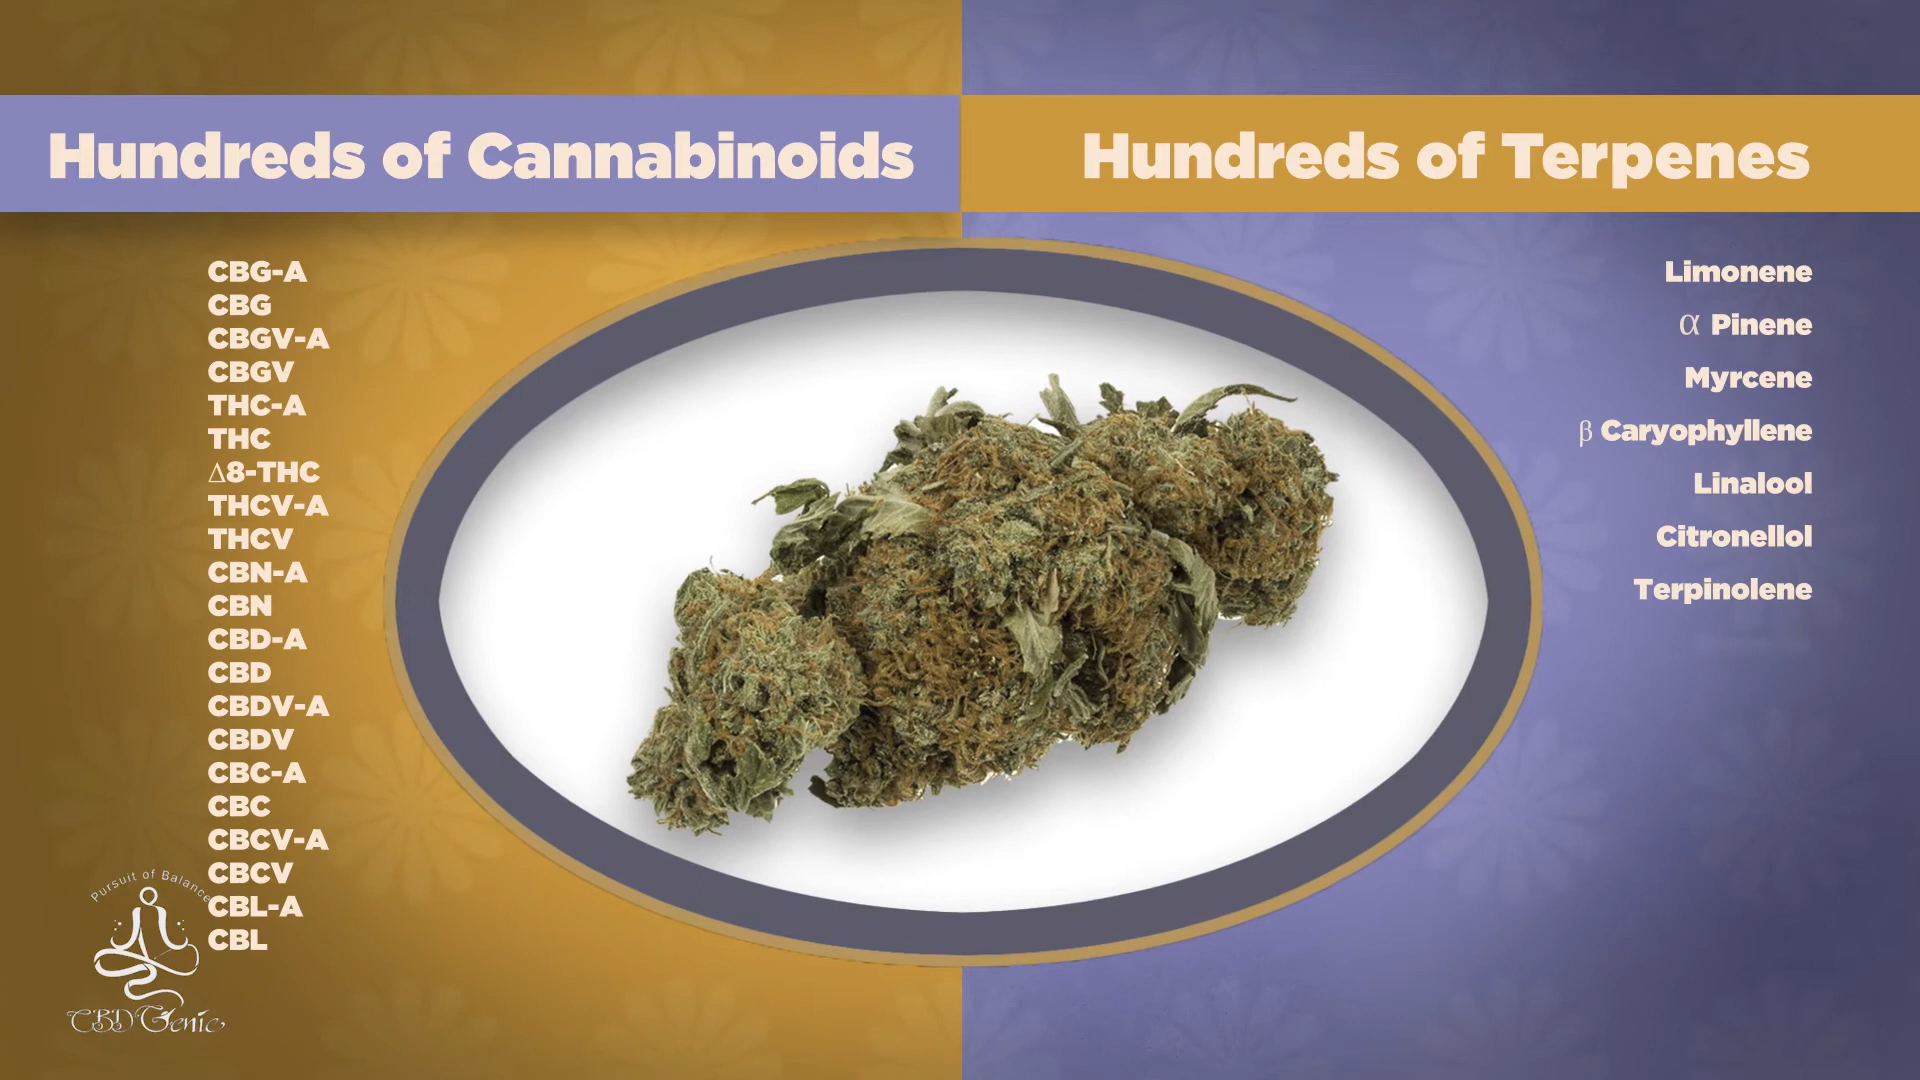 Hundreds of Cannabinoids
Hundreds of Terpenes
CBG-A
CBG
CBGV-A
CBGV
THC-A
THC
Δ8-THC
THCV-A
THCV
CBN-A
CBN
CBD-A
CBD
CBDV-A
CBDV
CBC-A
CBC
CBCV-A
CBCV
CBL-A
CBL
Limonene
α Pinene
Myrcene
β Caryophyllene
Linalool
Citronellol
Terpinolene
Pursuit of Balance
CBD Genic